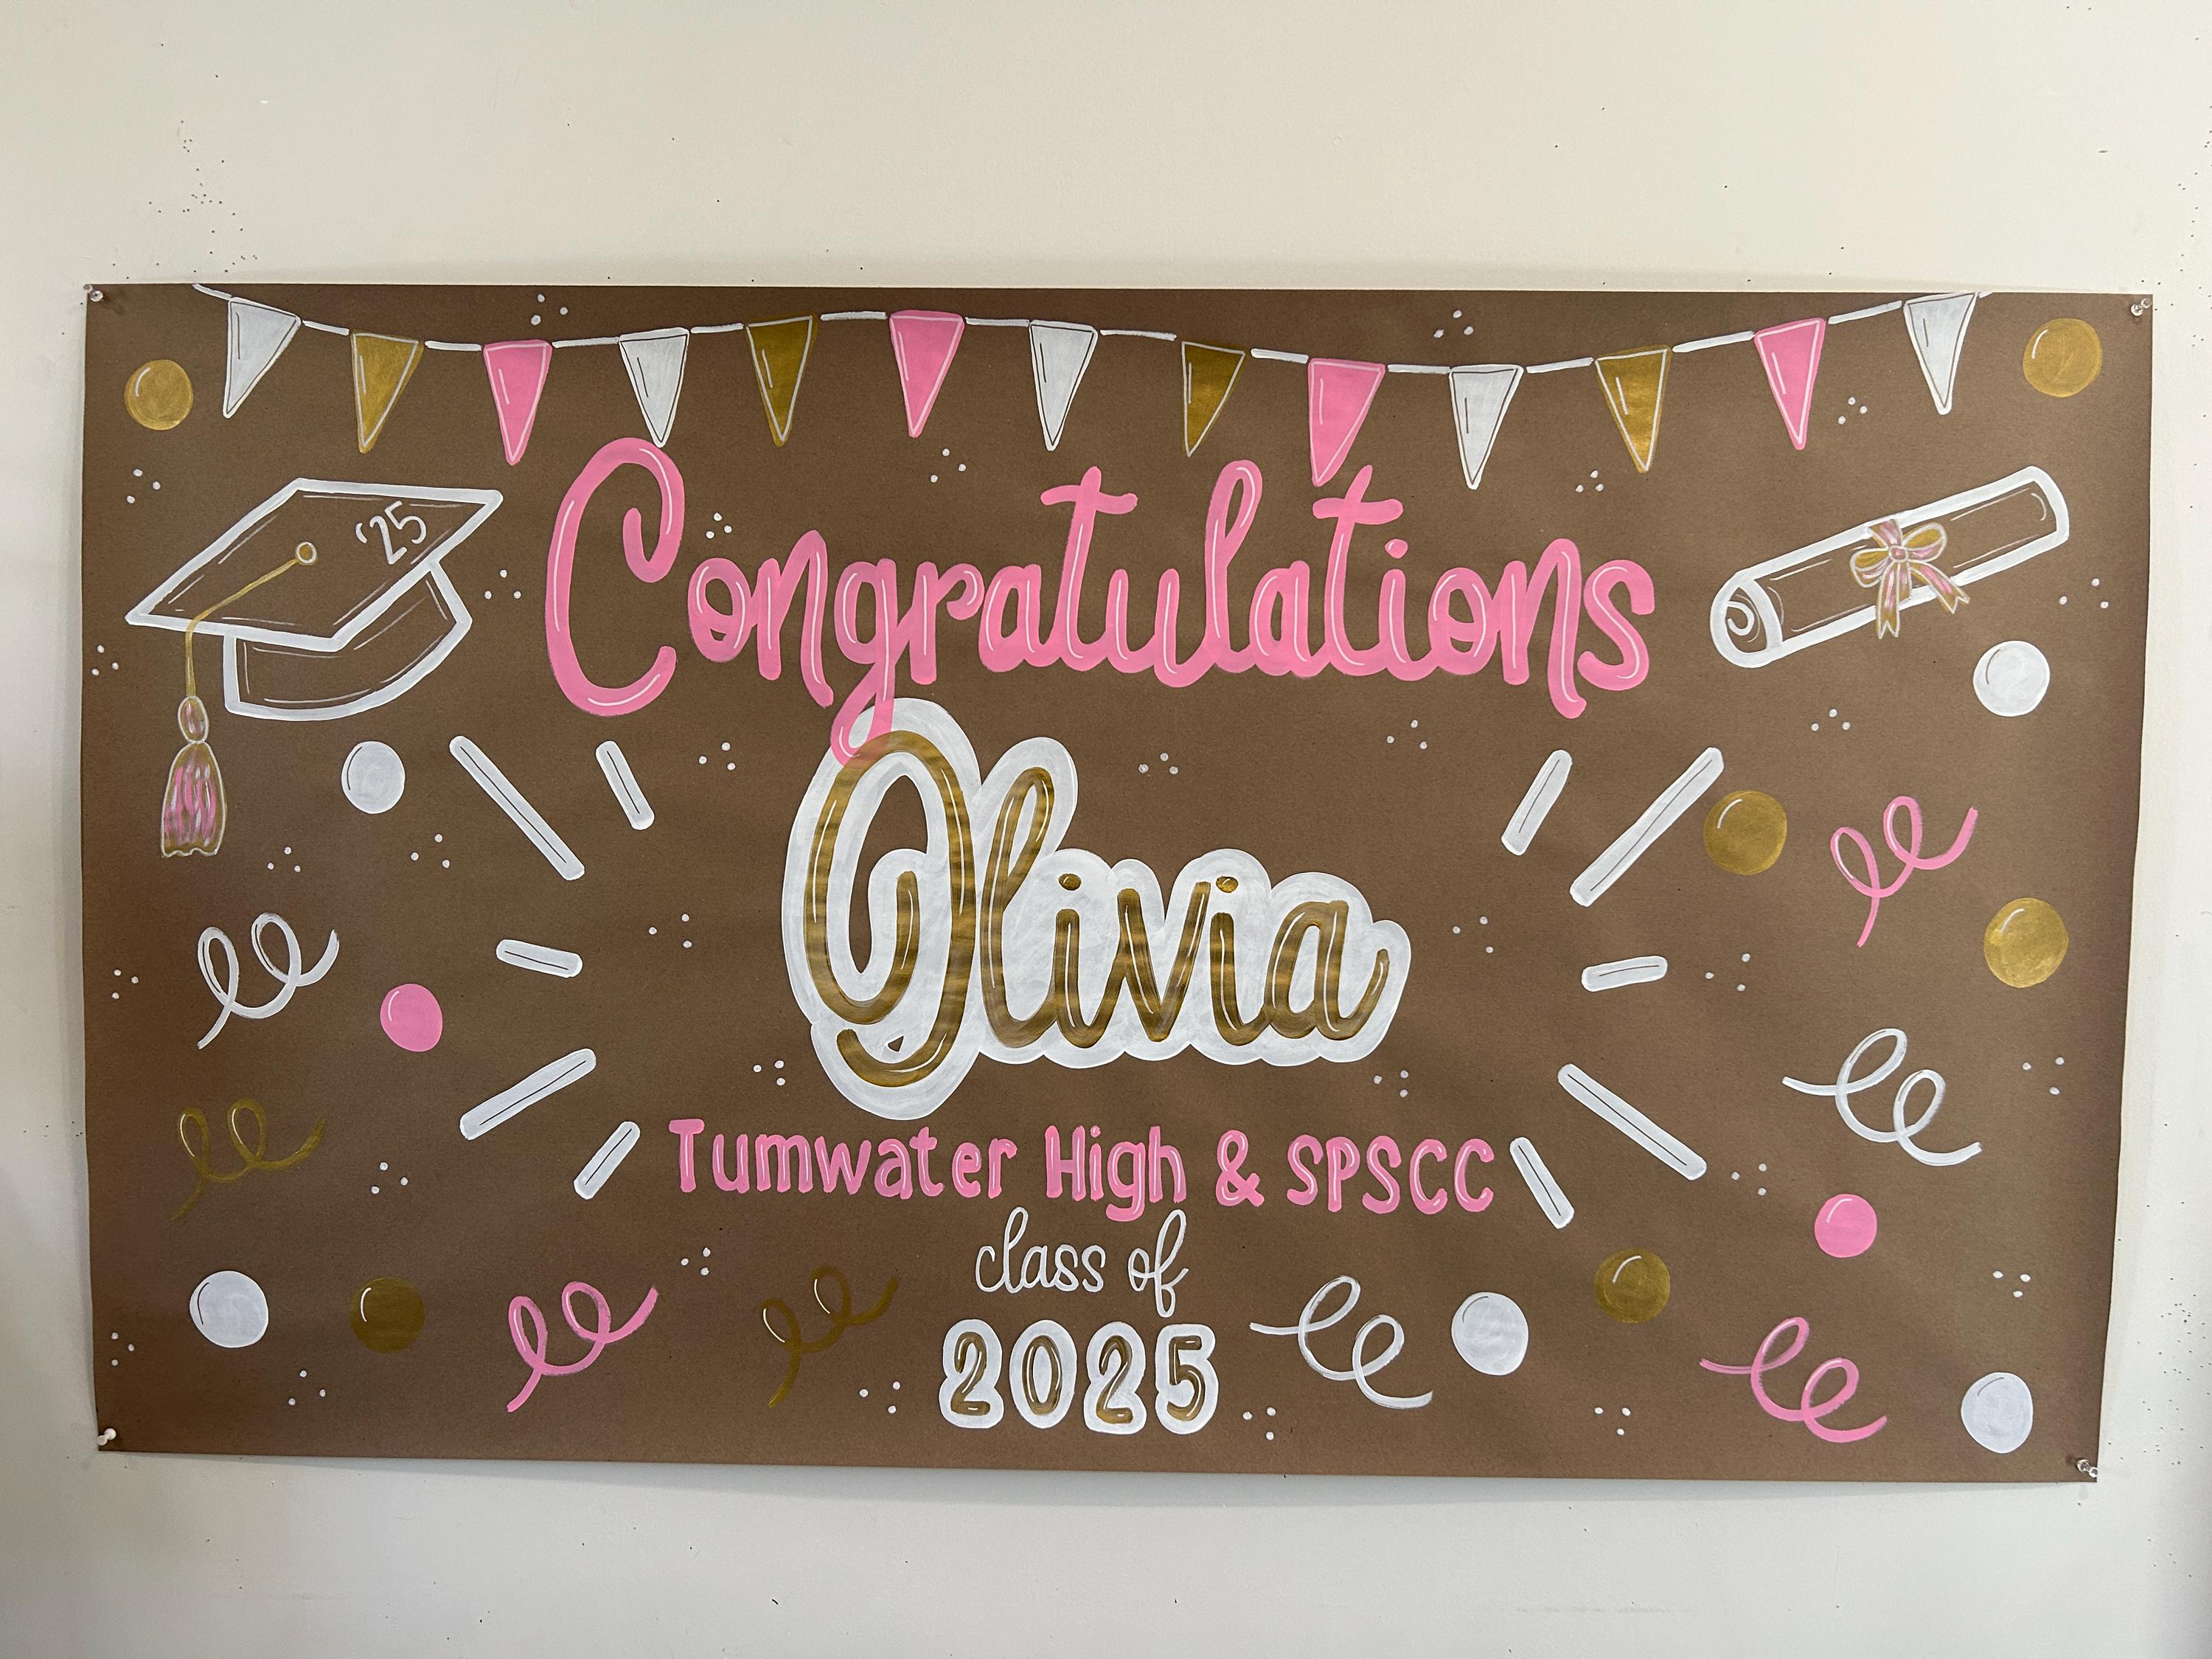 '25
Congratulations
Olivia
Tumwater High & SPSCC
class of
2025